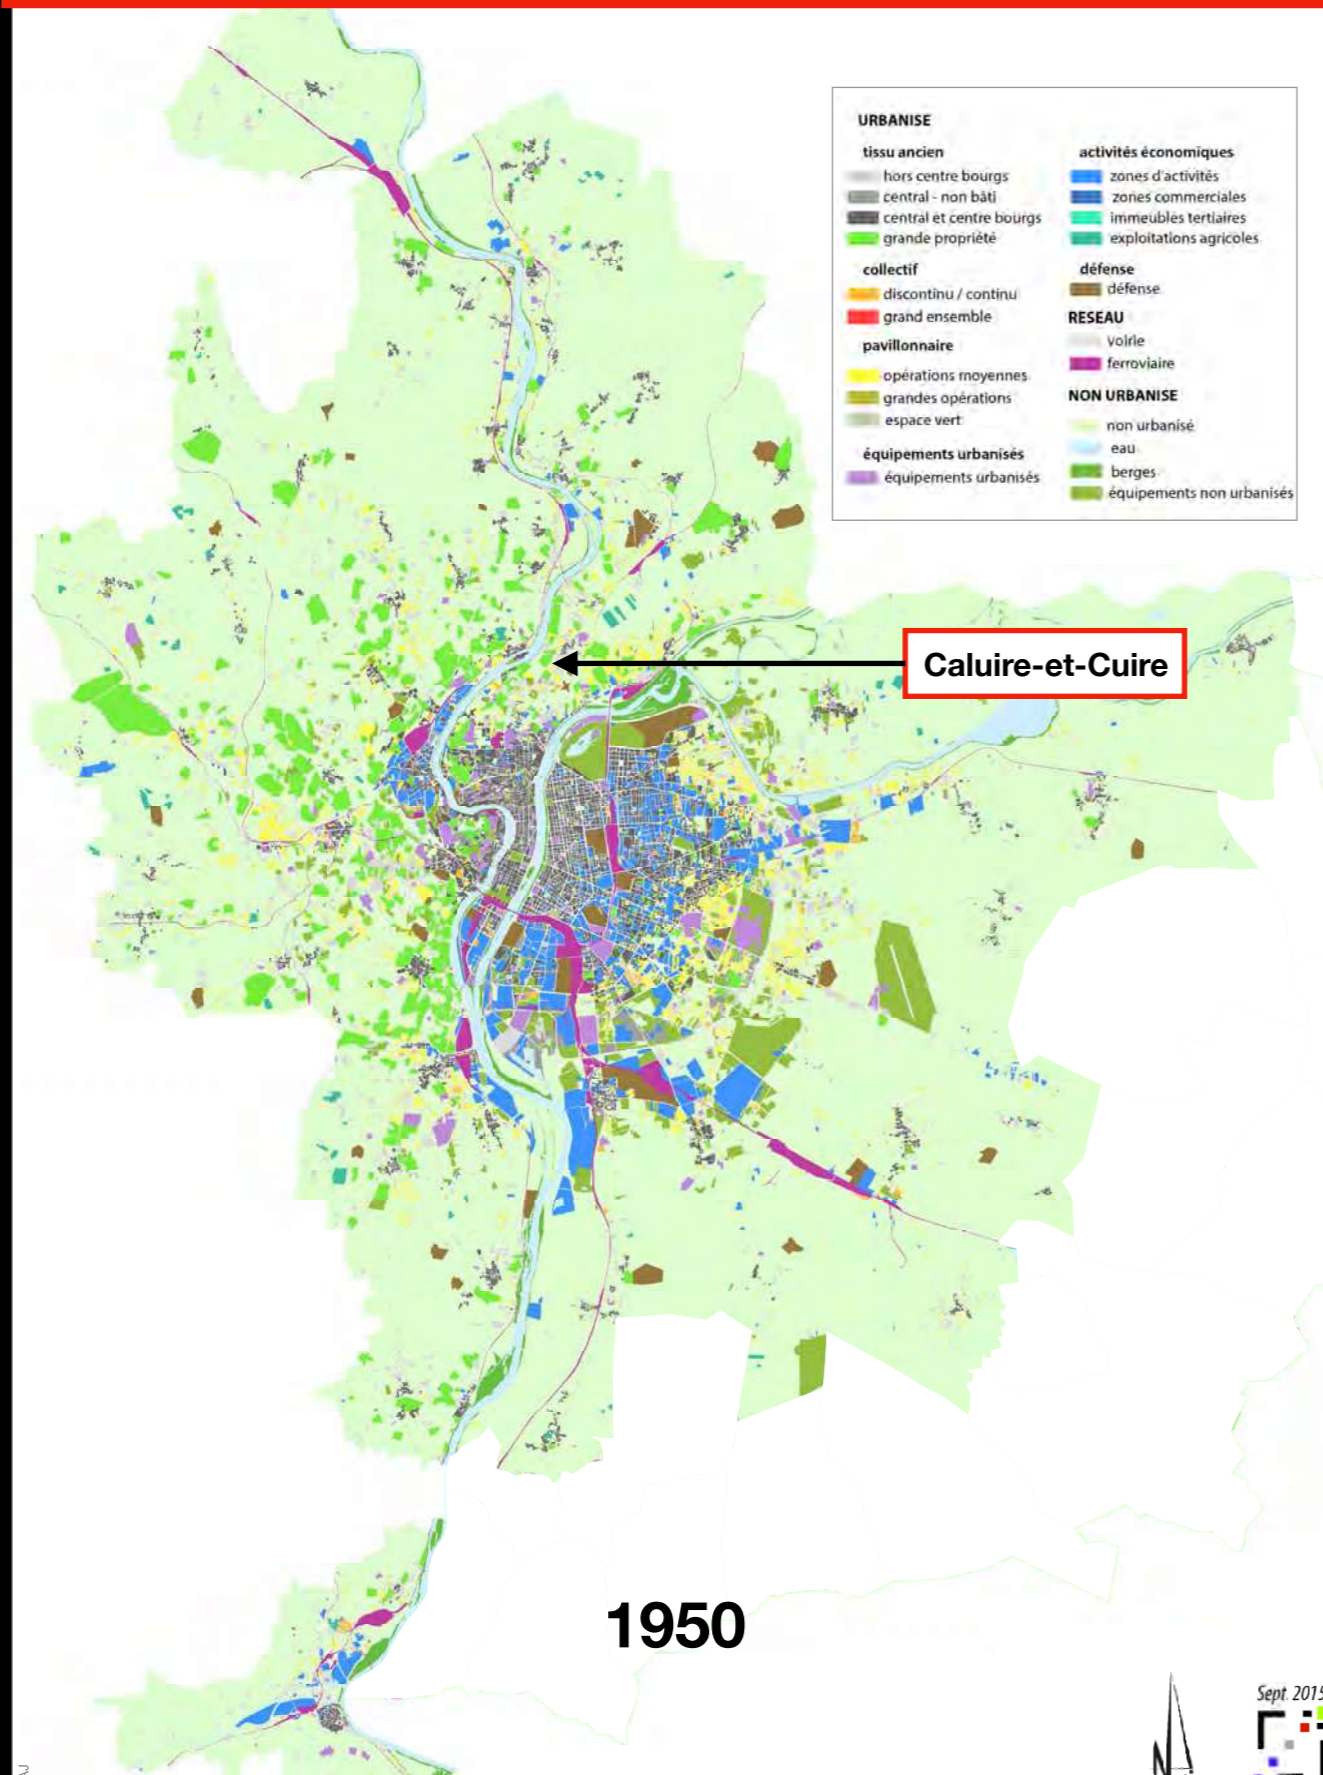 URBANISE
tissu ancien
hors centre bourgs
central - non bâti
central et centre bourgs
grande propriété
collectif
discontinu / continu
grand ensemble
pavillonnaire
opérations moyennes
grandes opérations
espace vert
équipements urbanisés
équipements urbanisés
activités économiques
zones d'activités
zones commerciales
immeubles tertiaires
exploitations agricoles
défense
défense
RESEAU
voirie
ferroviaire
NON URBANISE
non urbanisé
eau
berges
équipements non urbanisés
Caluire-et-Cuire
1950
Sept. 2015
N